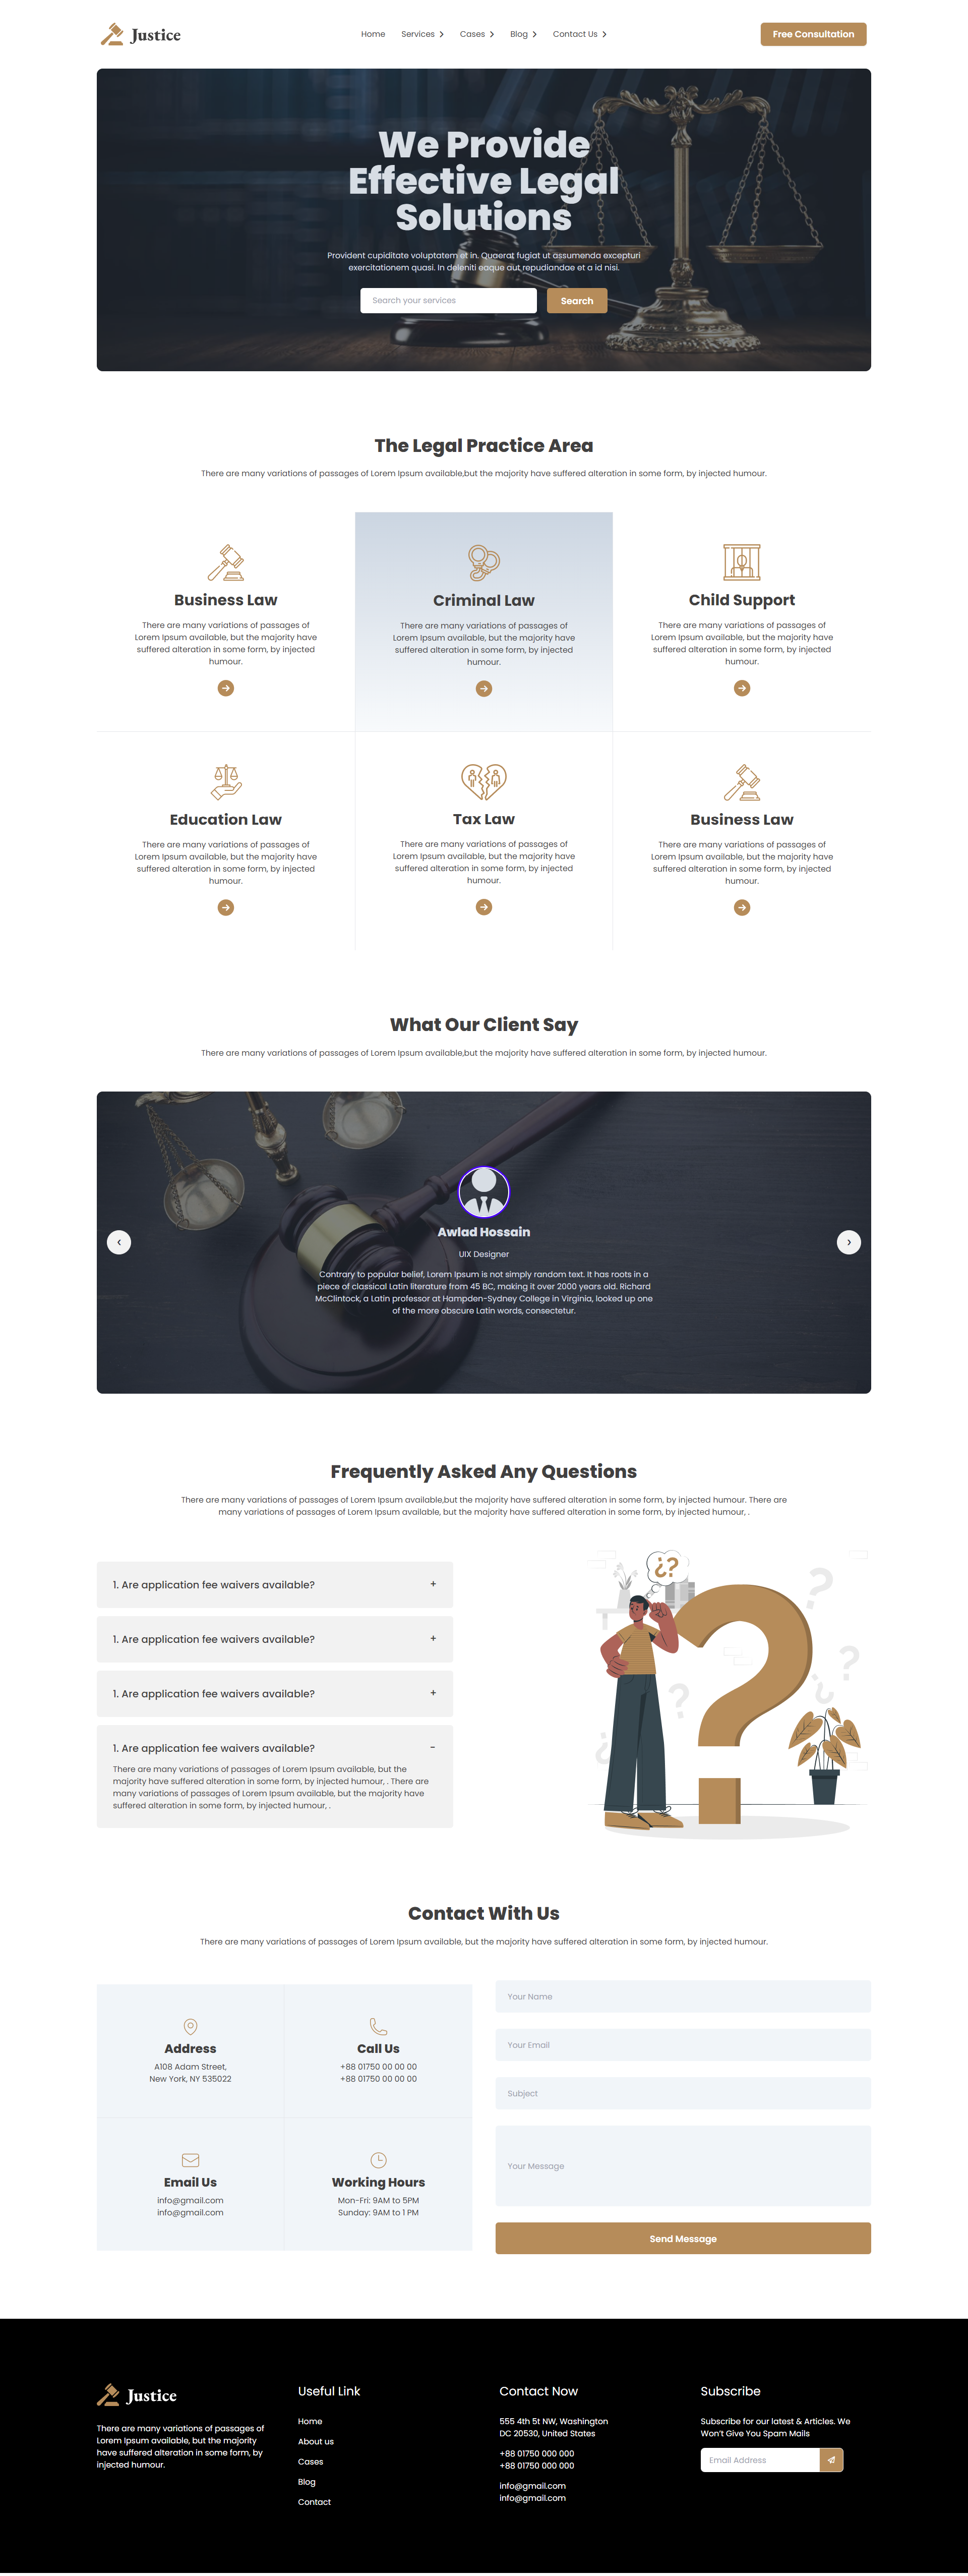 Justice
Home Services Cases Blog Contact Us
Free Consultation
We Provide
Effective Legal
Solutions
Provident cupiditate voluptatem et in. Quaerat fugiat ut assumenda excepturi
exercitationem quasi. In deleniti eaque aut repudiandae et a id nisi.
Search your services
Search
The Legal Practice Area
There are many variations of passages of Lorem Ipsum available,but the majority have suffered alteration in some form, by injected humour.
Business Law
There are many variations of passages of
Lorem Ipsum available, but the majority have
suffered alteration in some form, by injected
humour.
Criminal Law
There are many variations of passages of
Lorem Ipsum available, but the majority have
suffered alteration in some form, by injected
humour.
Child Support
There are many variations of passages of
Lorem Ipsum available, but the majority have
suffered alteration in some form, by injected
humour.
Education Law
There are many variations of passages of
Lorem Ipsum available, but the majority have
suffered alteration in some form, by injected
humour.
Tax Law
There are many variations of passages of
Lorem Ipsum available, but the majority have
suffered alteration in some form, by injected
humour.
Business Law
There are many variations of passages of
Lorem Ipsum available, but the majority have
suffered alteration in some form, by injected
humour.
What Our Client Say
There are many variations of passages of Lorem Ipsum available,but the majority have suffered alteration in some form, by injected humour.
Awlad Hossain
UIX Designer
Contrary to popular belief, Lorem Ipsum is not simply random text. It has roots in a
piece of classical Latin literature from 45 BC, making it over 2000 years old. Richard
McClintock, a Latin professor at Hampden-Sydney College in Virginia, looked up one
of the more obscure Latin words, consectetur.
Frequently Asked Any Questions
There are many variations of passages of Lorem Ipsum available,but the majority have suffered alteration in some form, by injected humour. There are
many variations of passages of Lorem Ipsum available, but the majority have suffered alteration in some form, by injected humour, .
1. Are application fee waivers available? +
1. Are application fee waivers available? +
1. Are application fee waivers available? +
1. Are application fee waivers available? -
There are many variations of passages of Lorem Ipsum available, but the
majority have suffered alteration in some form, by injected humour, . There are
many variations of passages of Lorem Ipsum available, but the majority have
suffered alteration in some form, by injected humour, .
¿?
Contact With Us
There are many variations of passages of Lorem Ipsum available, but the majority have suffered alteration in some form, by injected humour.
Address
A108 Adam Street,
New York, NY 535022
Call Us
+88 01750 00 00 00
+88 01750 00 00 00
Email Us
info@gmail.com
info@gmail.com
Working Hours
Mon-Fri: 9AM to 5PM
Sunday: 9AM to 1 PM
Your Name
Your Email
Subject
Your Message
Send Message
Justice
There are many variations of passages of
Lorem Ipsum available, but the majority
have suffered alteration in some form, by
injected humour.
Useful Link
Home
About us
Cases
Blog
Contact
Contact Now
555 4th 5t NW, Washington
DC 20530, United States
+88 01750 000 000
+88 01750 000 000
info@gmail.com
info@gmail.com
Subscribe
Subscribe for our latest & Articles. We
Won't Give You Spam Mails
Email Address